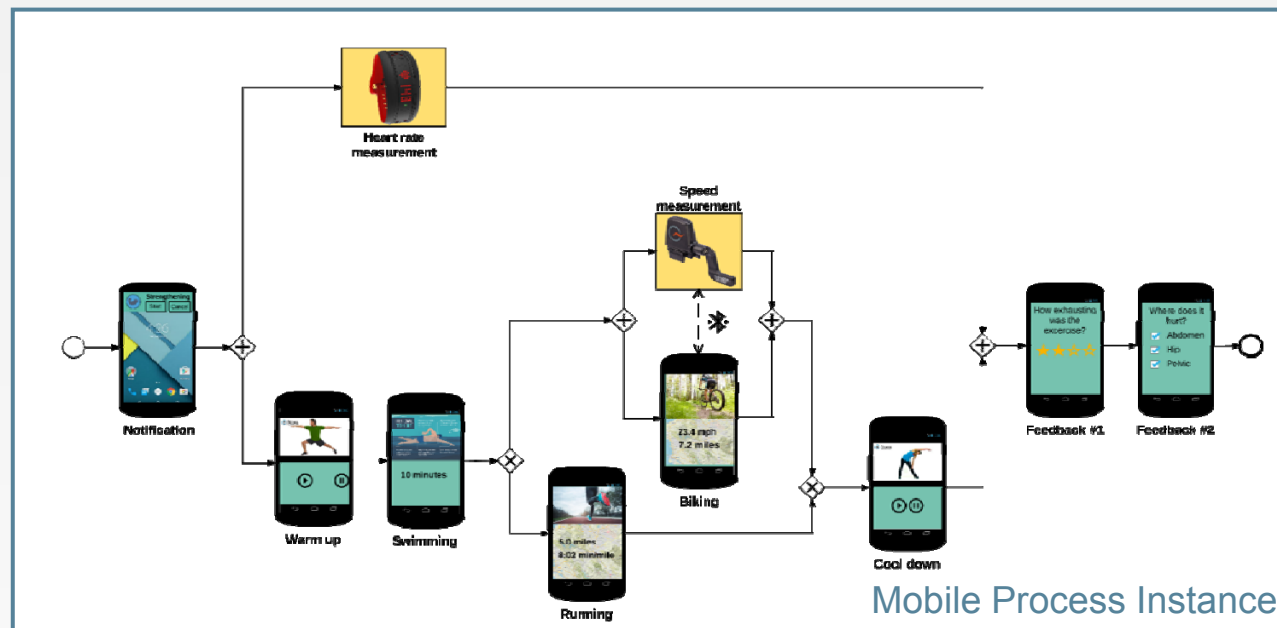 Heart rate
measurement
Speed
measurement
Strengthening
Start Cancel
Notification
Warm up
10 minutes
Swimming
23.4 mph
7.2 miles
Biking
5.0 miles
8:02 min/mile
Running
Cool down
How exhausting
was the
excercise?
Feedback #1
Where does it
hurt?
Abdomen
Hip
Pelvic
Feedback #2
Mobile Process Instance